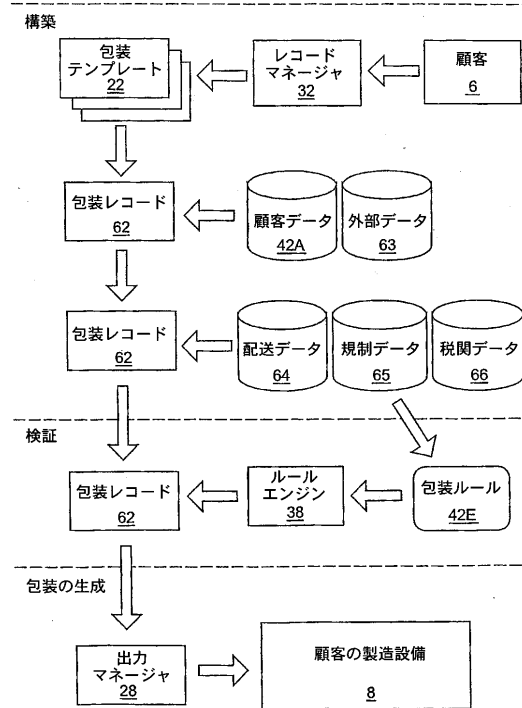 構築
包装
テンプレート
22
レコード
マネージャ
32
顧客
6
包装レコード
62
顧客データ
42A
外部データ
63
包装レコード
62
配送データ
64
規制データ
65
税関データ
66
検証
包装レコード
62
ルール
エンジン
38
包装ルール
42E
包装の生成
出力
マネージャ
28
顧客の製造設備
8